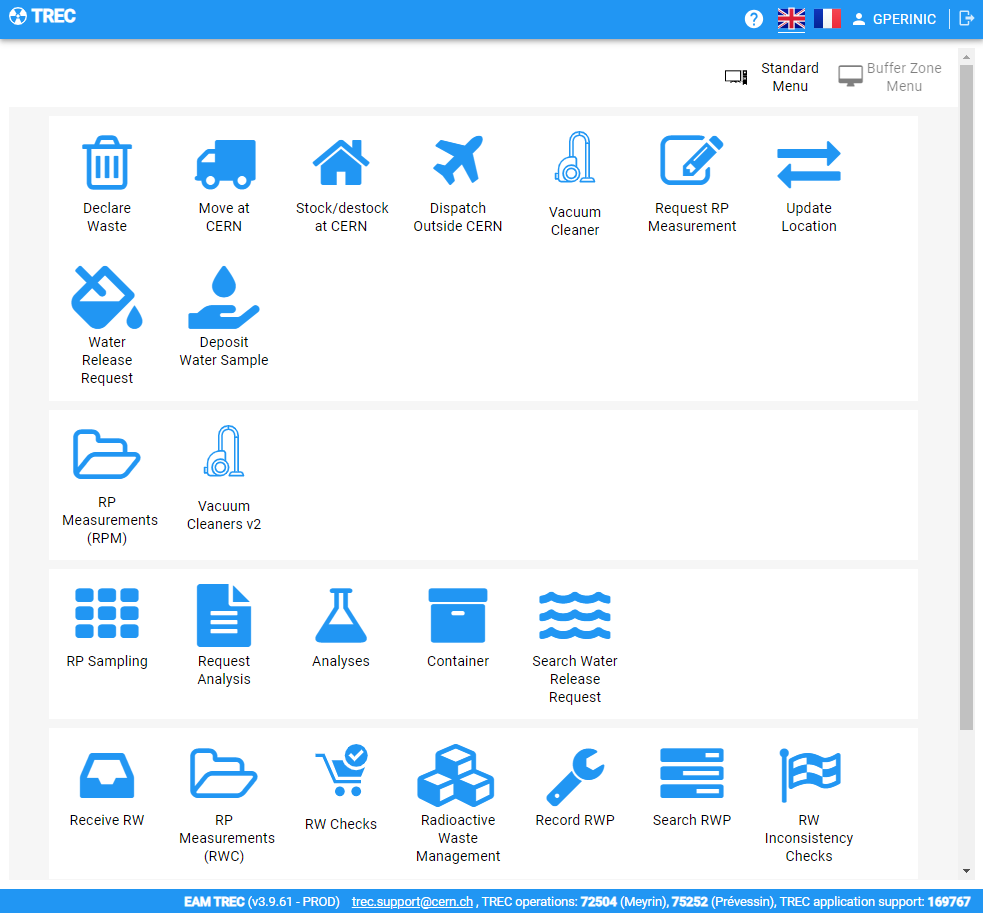 TREC
? GPERINIC
Standard Menu
Buffer Zone Menu
Declare Waste
Move at CERN
Stock/destock at CERN
Dispatch Outside CERN
Vacuum Cleaner
Request RP Measurement
Update Location
Water Release Request
Deposit Water Sample
RP Measurements (RPM)
Vacuum Cleaners v2
RP Sampling
Request Analysis
Analyses
Container
Search Water Release Request
Receive RW
RP Measurements (RWC)
RW Checks
Radioactive Waste Management
Record RWP
Search RWP
RW Inconsistency Checks
EAM TREC (v3.9.61 - PROD) trec.support@cern.ch , TREC operations: 72504 (Meyrin), 75252 (Prévessin), TREC application support: 169767